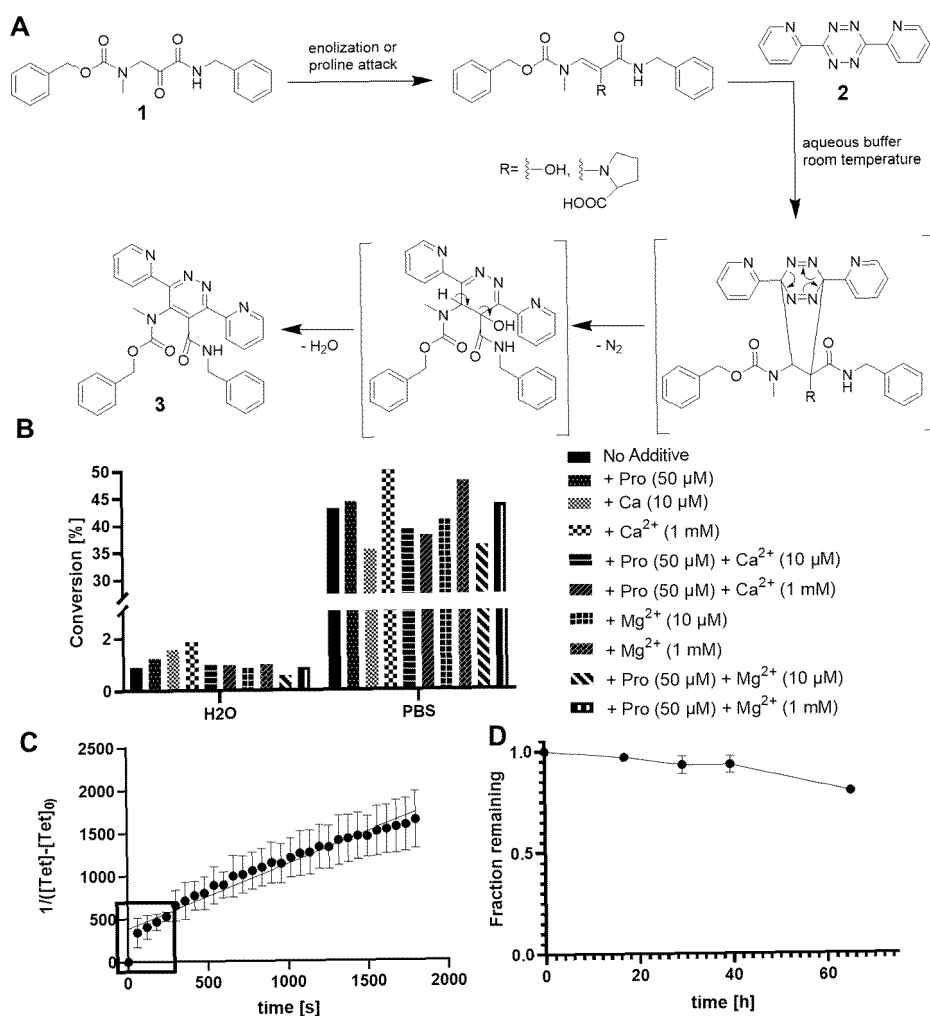 A
enolization or
proline attack
1
2
aqueous buffer
room temperature
R= OH,
N
HOOC
- H2O
- N2
3
B
Conversion [%]
50
45
40
35
30
2
1
0
H2O
PBS
No Additive
+ Pro (50 µM)
+ Ca (10 µM)
+ Ca2+ (1 mM)
+ Pro (50 µM) + Ca2+ (10 µM)
+ Pro (50 µM) + Ca2+ (1 mM)
+ Mg2+ (10 µM)
+ Mg2+ (1 mM)
+ Pro (50 µM) + Mg2+ (10 µM)
+ Pro (50 µM) + Mg2+ (1 mM)
C
1/([Tet]-[Tet]0)
2500
2000
1500
1000
500
0
0
500
1000
1500
2000
time [s]
D
Fraction remaining
1.0
0.5
0.0
0
20
40
60
time [h]